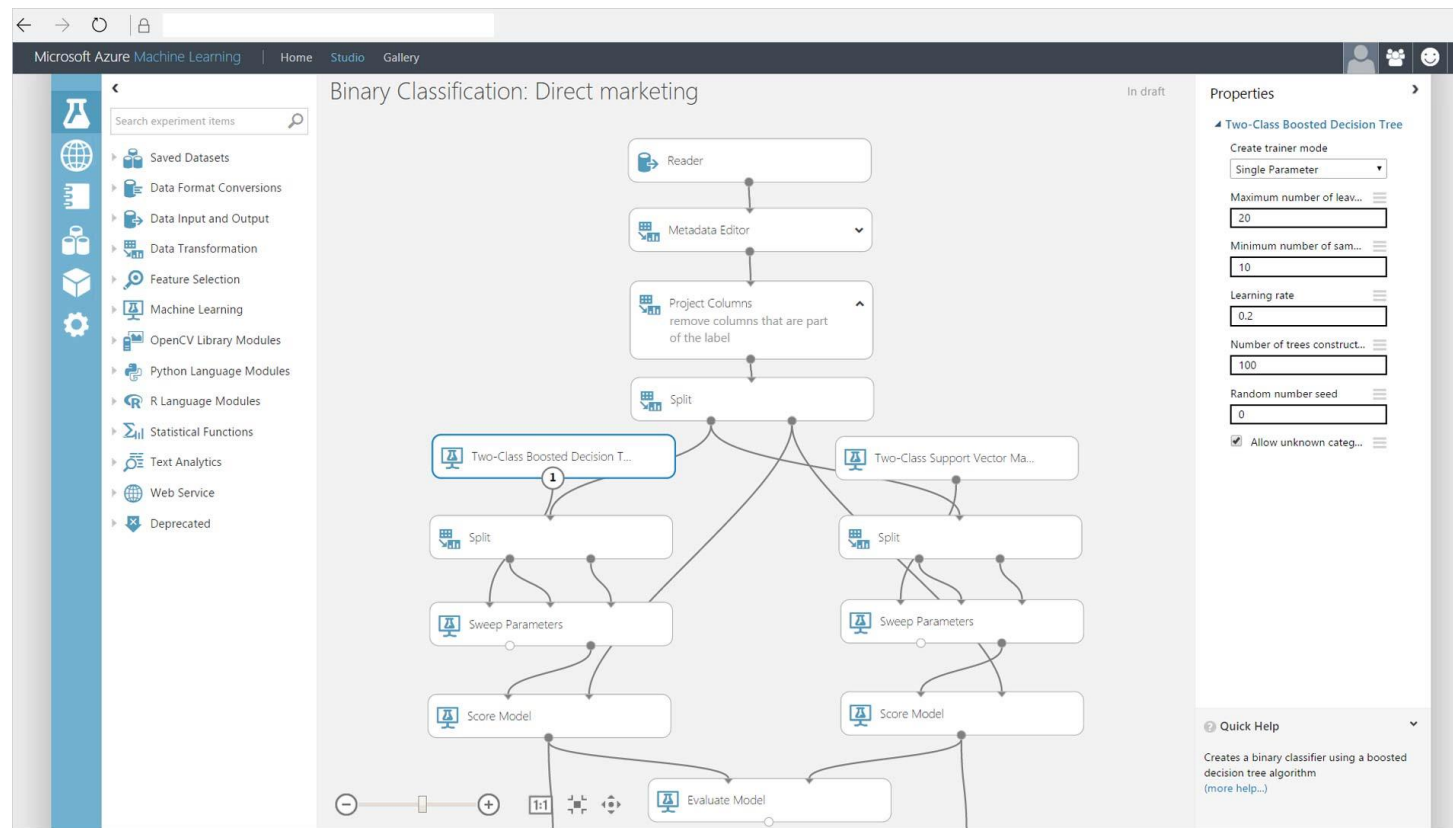 Microsoft Azure Machine Learning | Home Studio Gallery
Binary Classification: Direct marketing
In draft
Search experiment items
Saved Datasets
Data Format Conversions
Data Input and Output
Data Transformation
Feature Selection
Machine Learning
OpenCV Library Modules
Python Language Modules
R Language Modules
Statistical Functions
Text Analytics
Web Service
Deprecated
Reader
Metadata Editor
Project Columns
remove columns that are part
of the label
Split
Two-Class Boosted Decision T...
1
Two-Class Support Vector Ma...
Split
Split
Sweep Parameters
Sweep Parameters
Score Model
Score Model
Evaluate Model
1:1
Properties
Two-Class Boosted Decision Tree
Create trainer mode
Single Parameter
Maximum number of leav...
20
Minimum number of sam...
10
Learning rate
0.2
Number of trees construct...
100
Random number seed
0
Allow unknown categ...
Quick Help
Creates a binary classifier using a boosted
decision tree algorithm
(more help...)